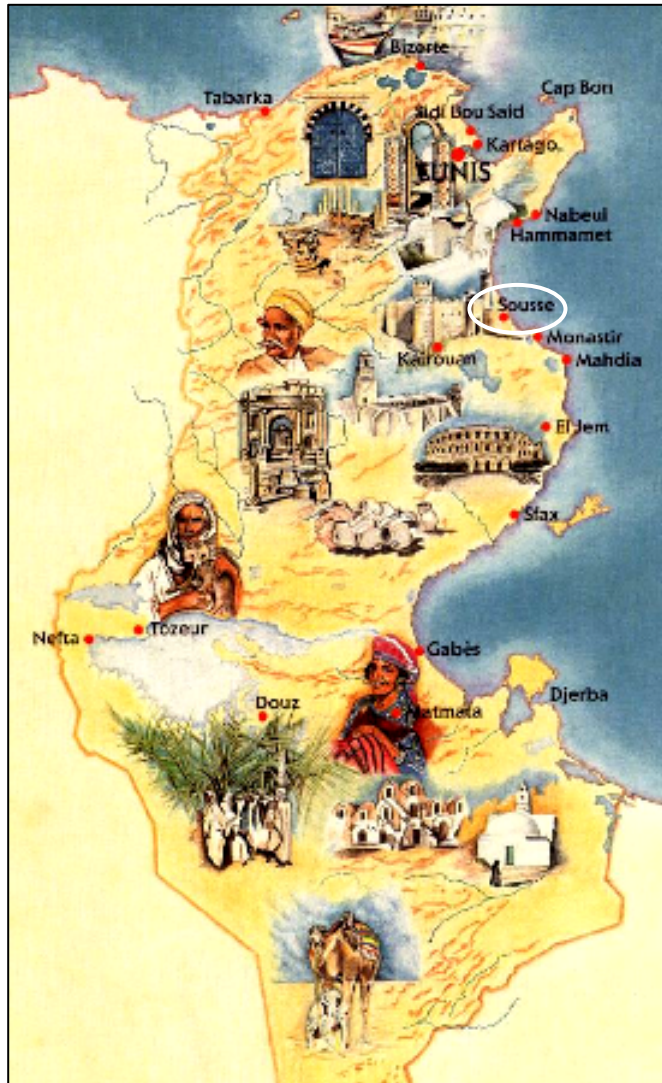 Bizerte
Cap Bon
Tabarka
Sidi Bou Said
Kartago
TUNIS
Nabeul
Hammamet
Sousse
Monastir
Kairouan
Mahdia
El Jem
Sfax
Tozeur
Nefta
Gabès
Djerba
Douz
Matmata